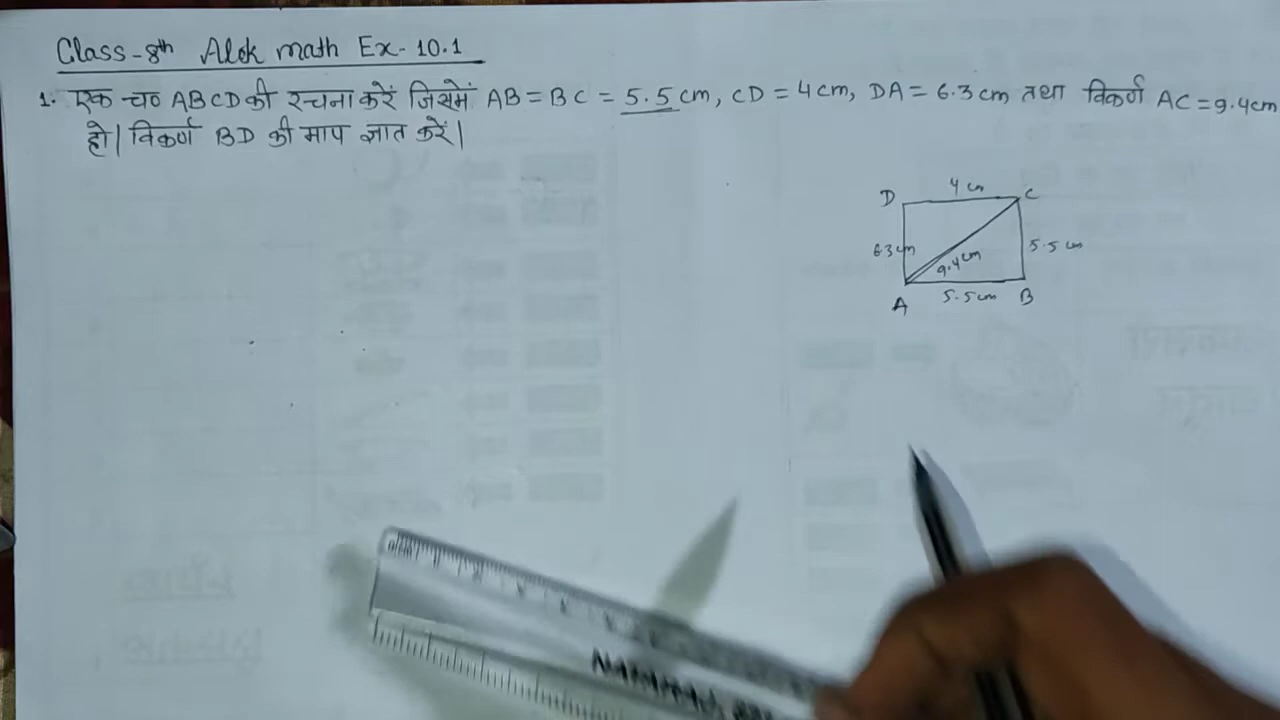 Class-8th Alok math Ex-10.1
1. एक च० ABCD की रचना करें जिसमें AB = BC = 5.5 cm, CD = 4 cm, DA = 6.3 cm तथा विकर्ण AC = 9.4 cm
हो। विकर्ण BD की माप ज्ञात करें।
D 4 cm C
6.3 cm 9.4 cm 5.5 cm
A 5.5 cm B